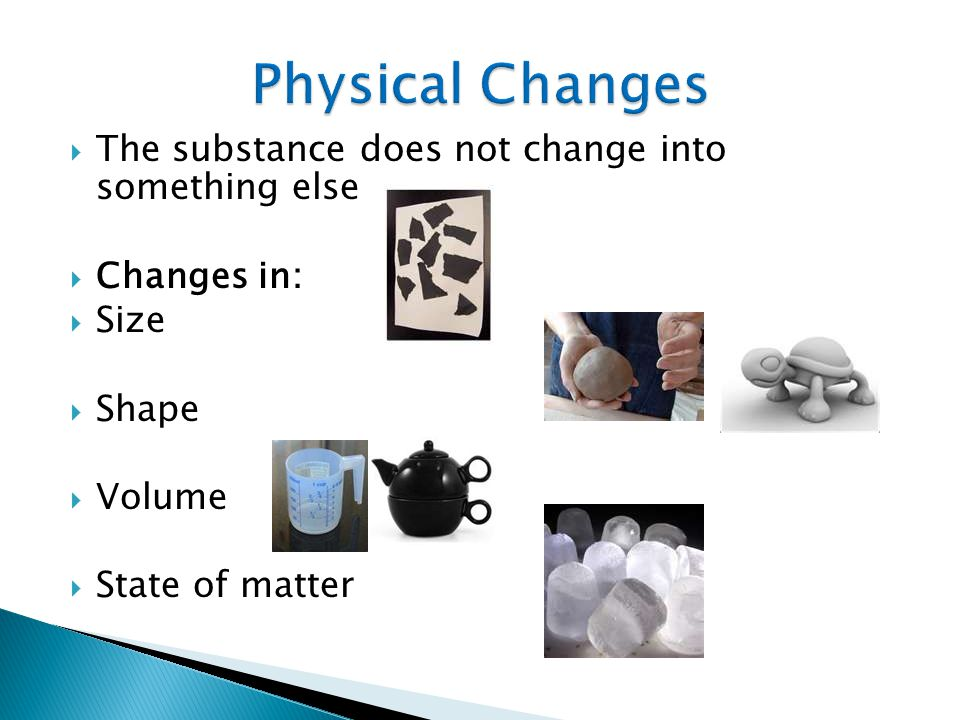 Physical Changes
The substance does not change into
something else
Changes in:
Size
Shape
Volume
State of matter